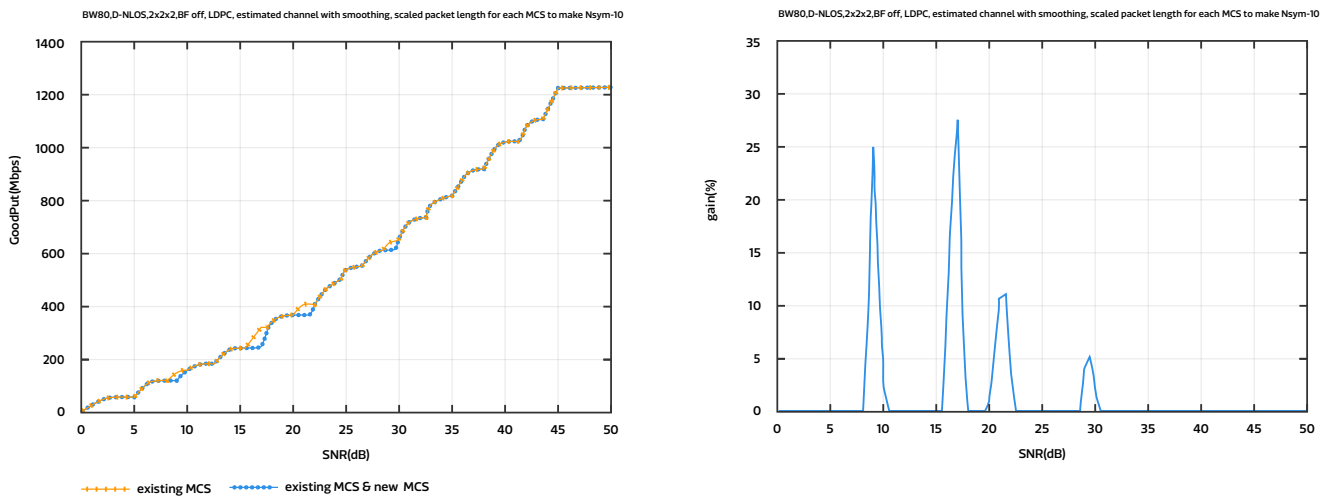 BW80,D-NLOS,2x2x2,BF off, LDPC, estimated channel with smoothing, scaled packet length for each MCS to make Nsym-10
1400
1200
1000
800
600
400
200
0
GoodPut(Mbps)
0 5 10 15 20 25 30 35 40 45 50
SNR(dB)
existing MCS
existing MCS & new MCS
BW80,D-NLOS,2x2x2,BF off, LDPC, estimated channel with smoothing, scaled packet length for each MCS to make Nsym-10
35
30
25
20
15
10
5
0
gain(%)
0 5 10 15 20 25 30 35 40 45 50
SNR(dB)